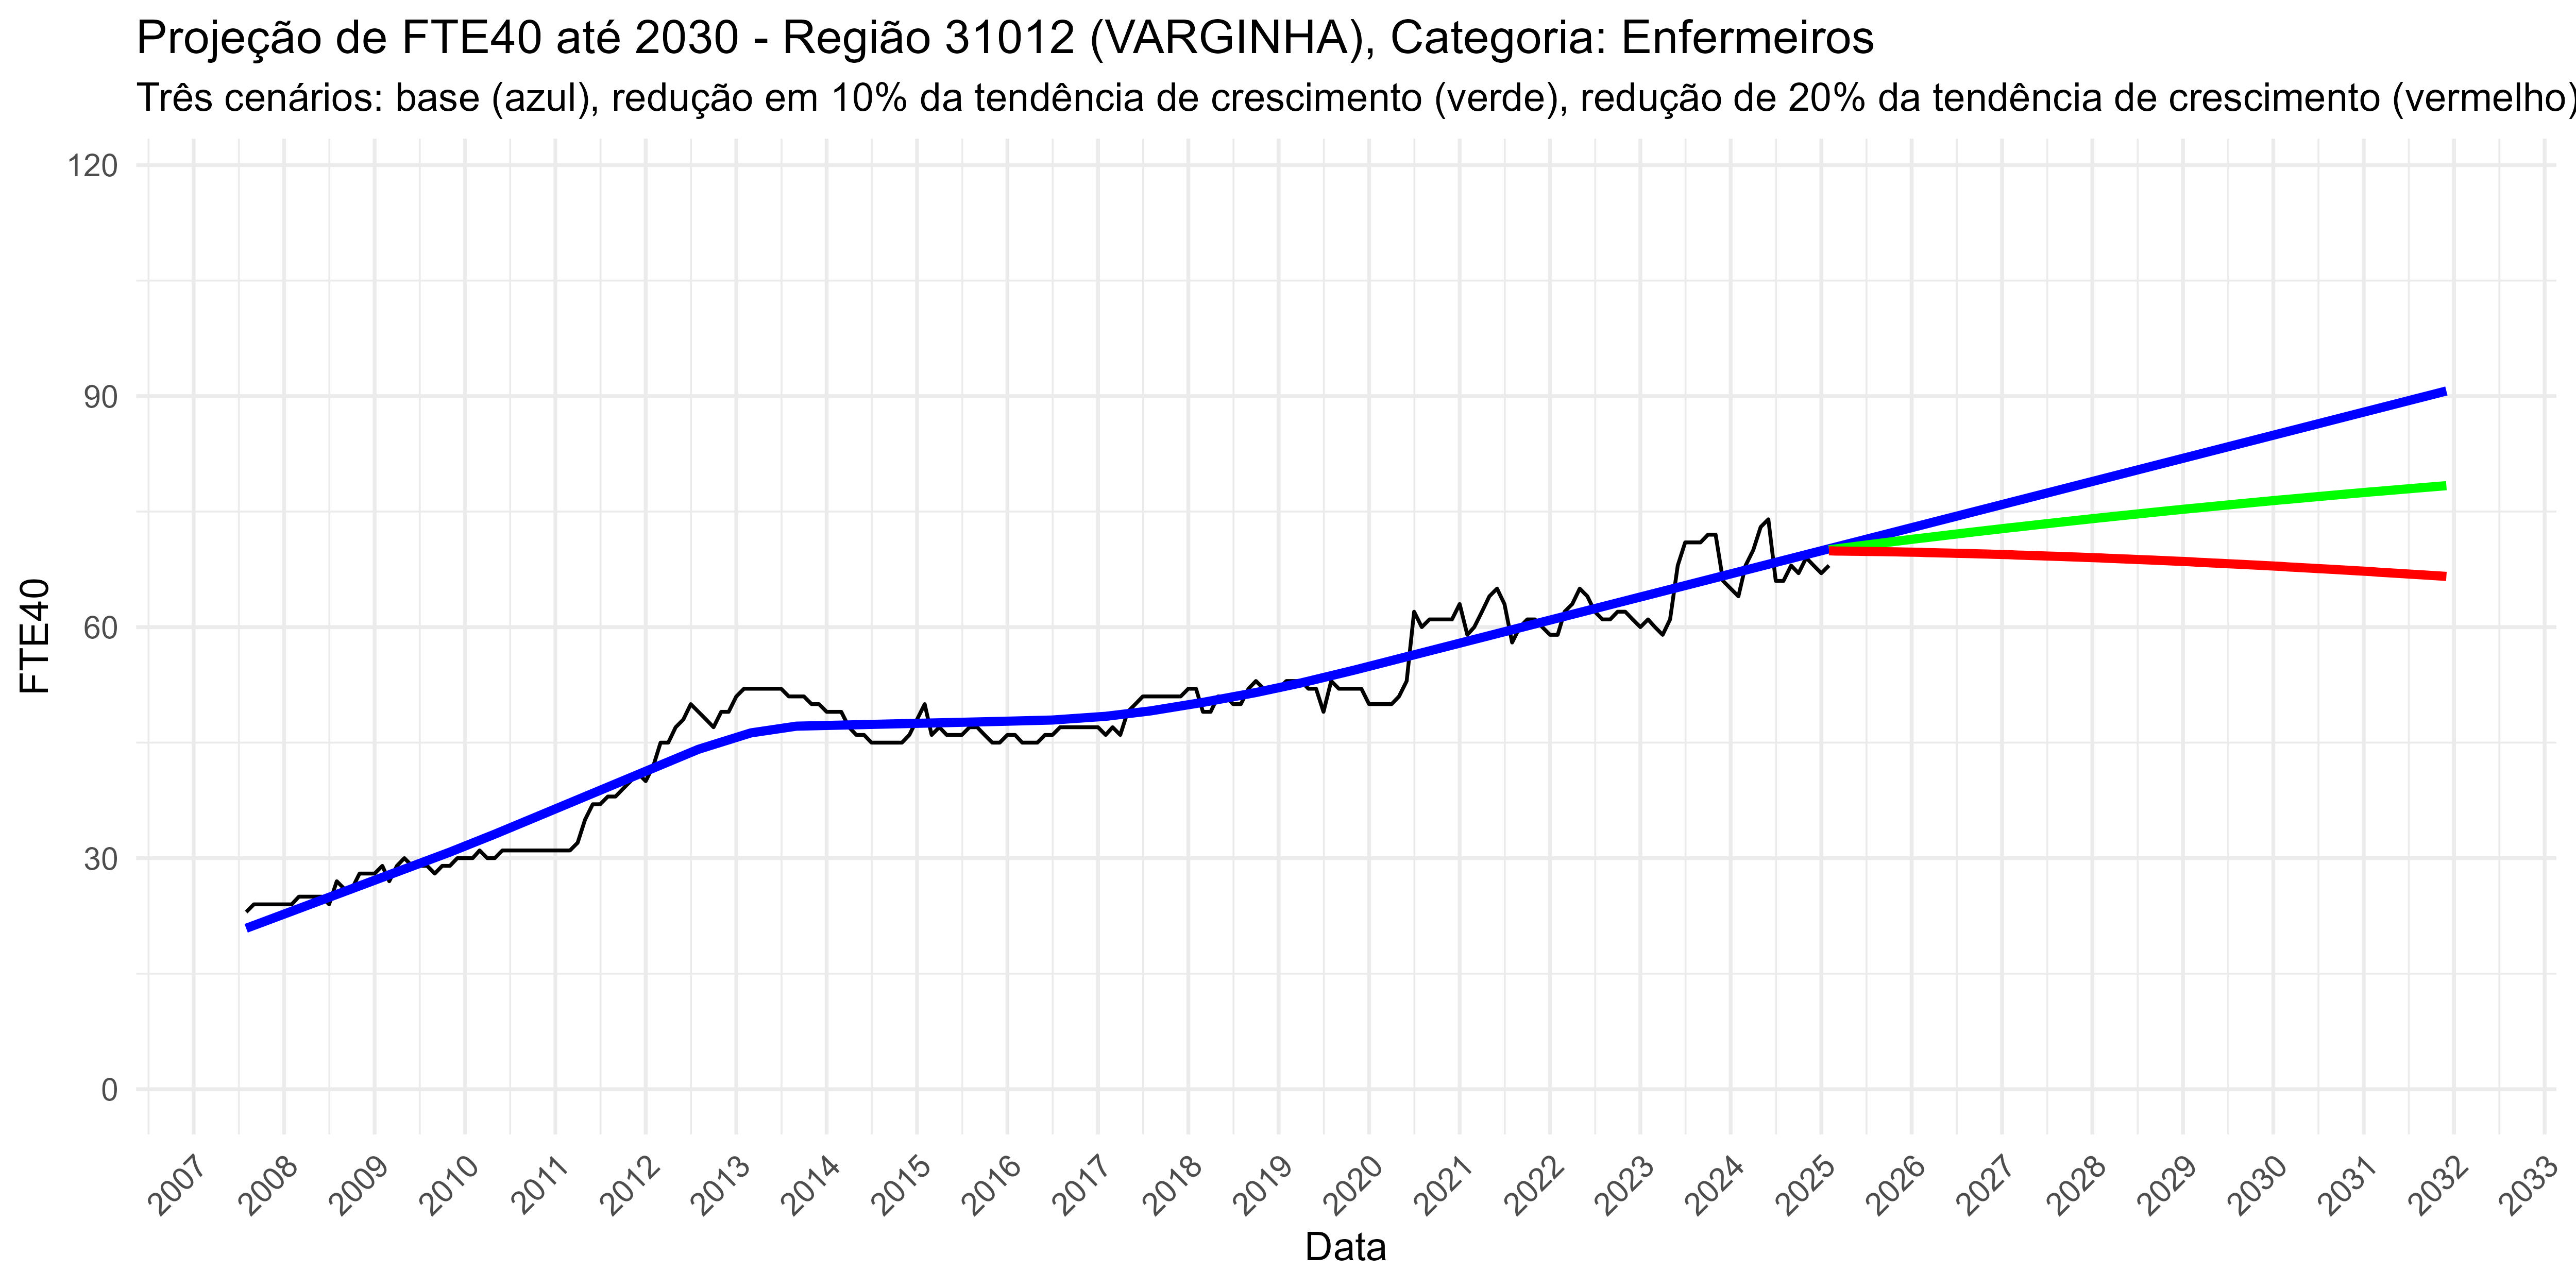 Projeção de FTE40 até 2030 - Região 31012 (VARGINHA), Categoria: Enfermeiros
Três cenários: base (azul), redução em 10% da tendência de crescimento (verde), redução de 20% da tendência de crescimento (vermelho)
120
90
60
30
0
FTE40
2007 2008 2009 2010 2011 2012 2013 2014 2015 2016 2017 2018 2019 2020 2021 2022 2023 2024 2025 2026 2027 2028 2029 2030 2031 2032 2033
Data